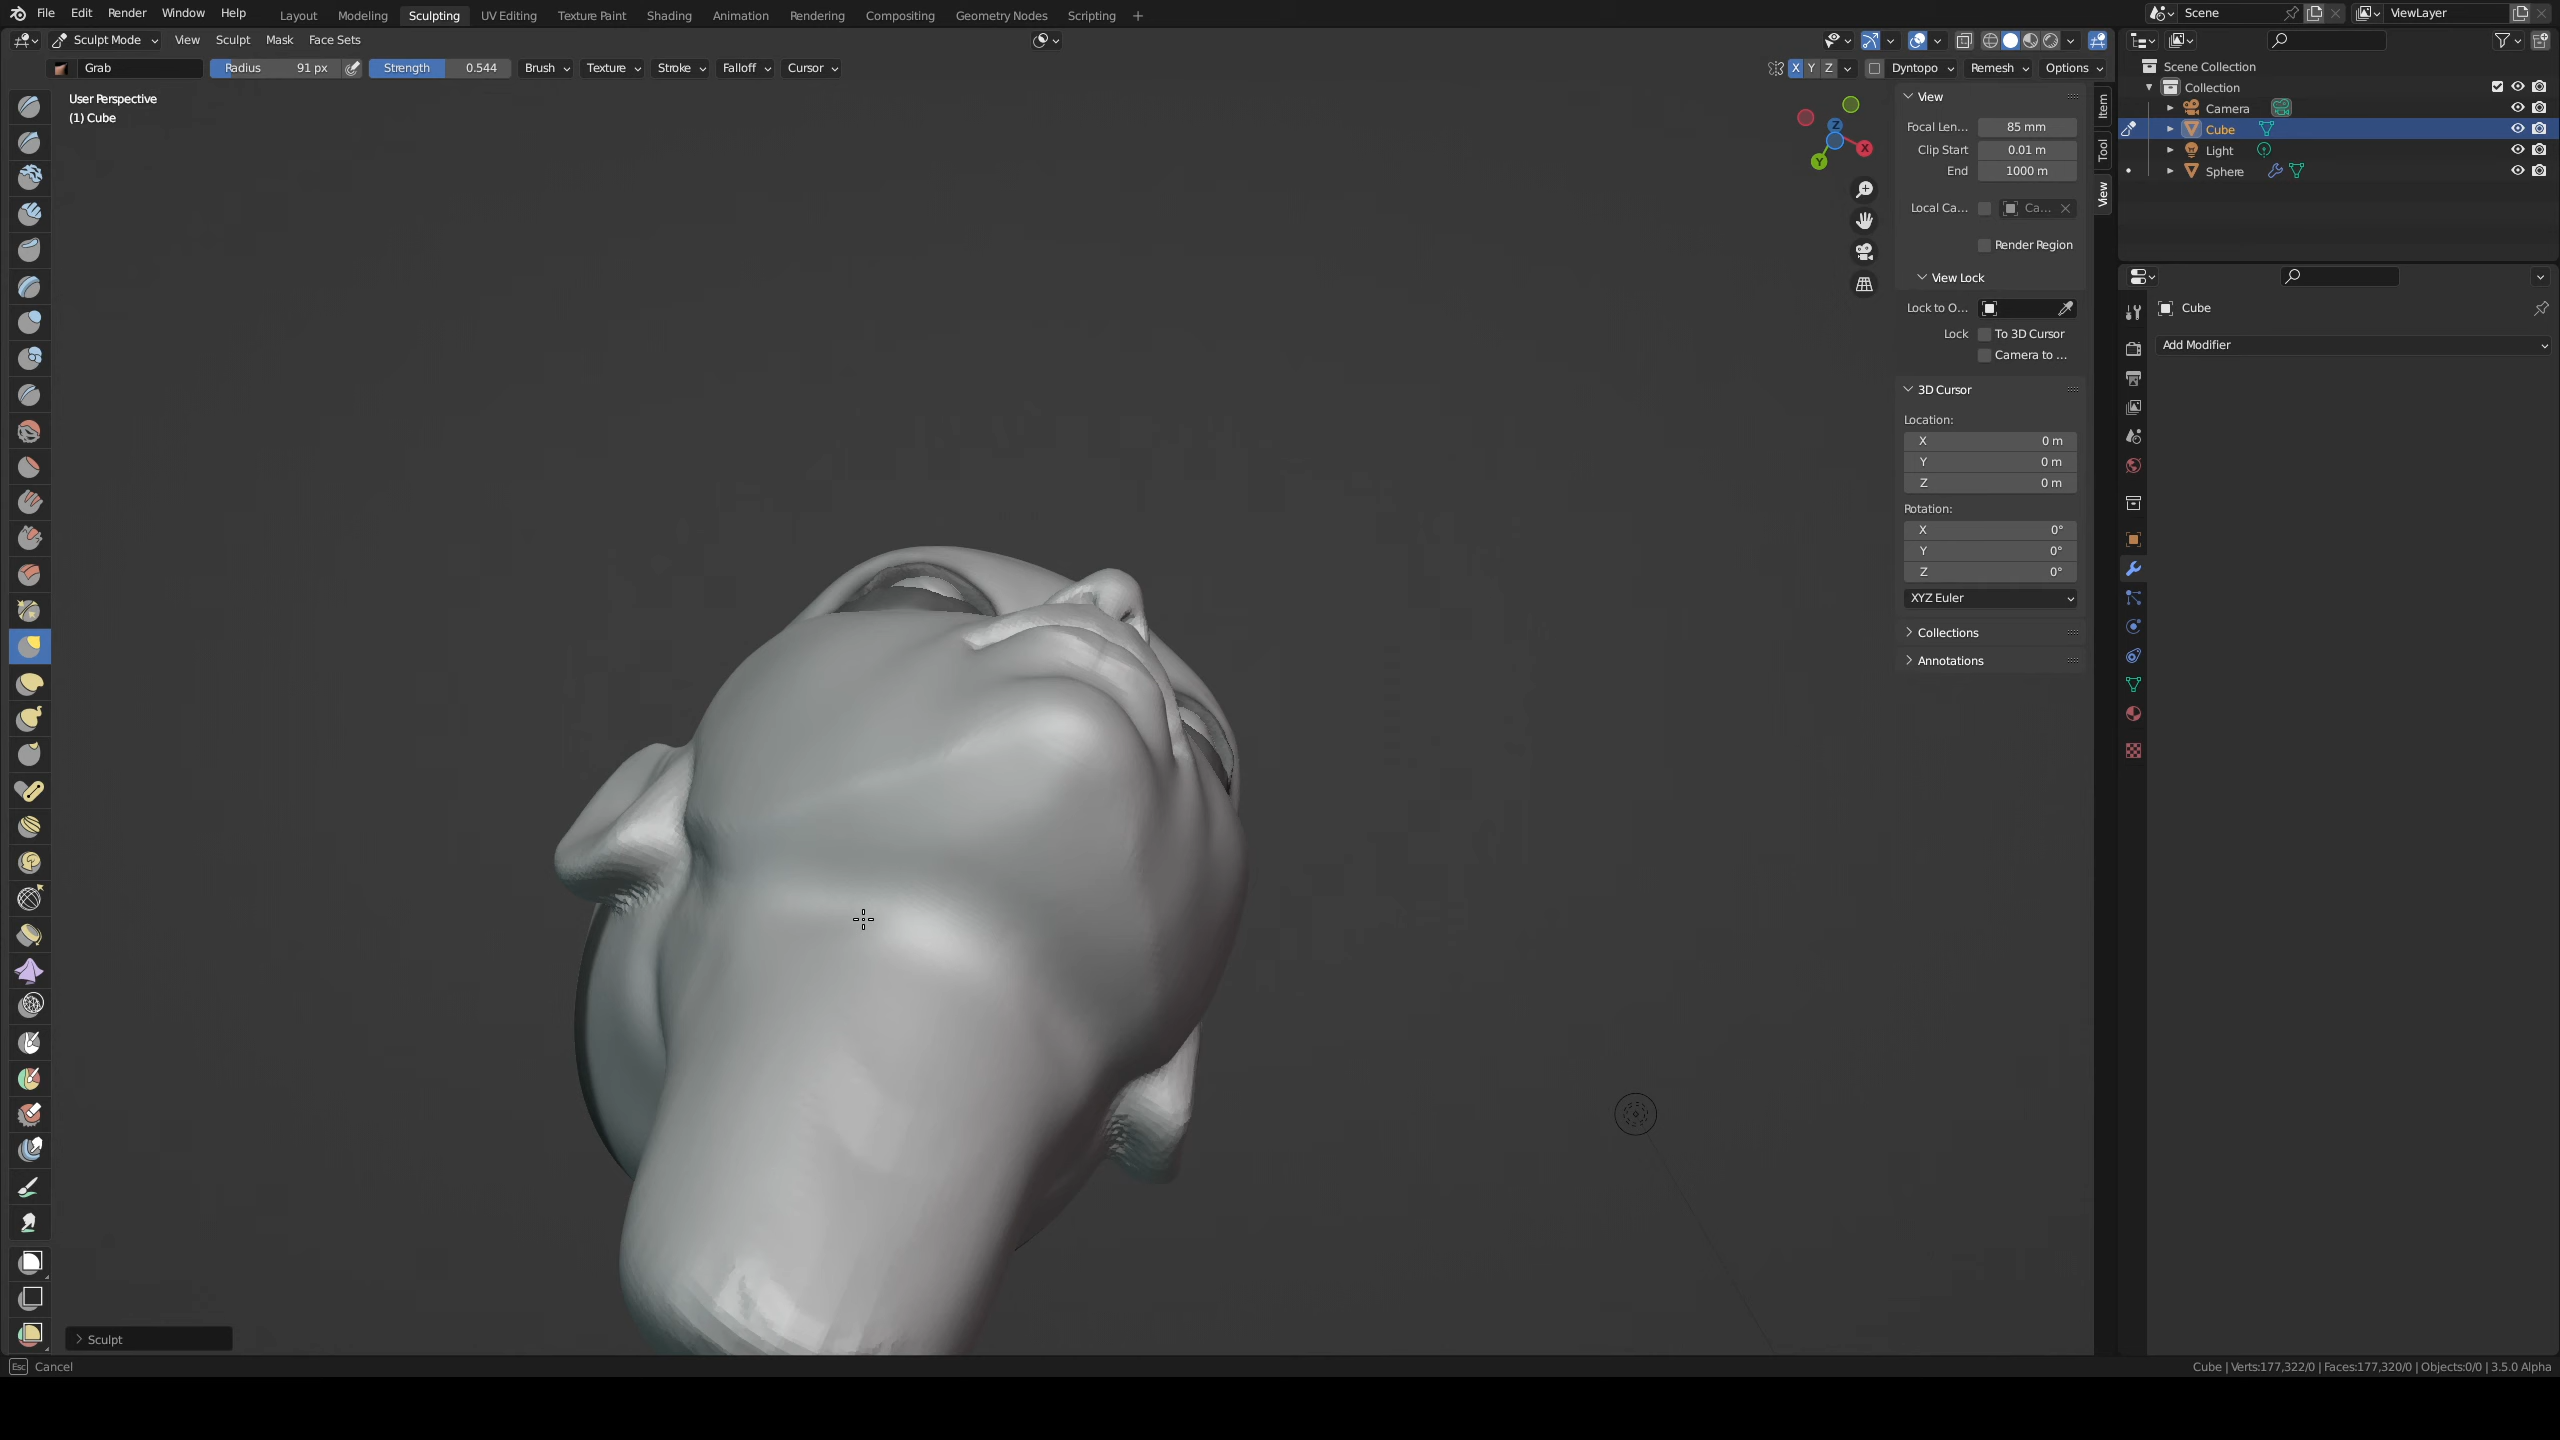 File Edit Render Window Help Layout Modeling Sculpting UV Editing Texture Paint Shading Animation Rendering Compositing Geometry Nodes Scripting + Scene ViewLayer
Sculpt Mode View Sculpt Mask Face Sets
Grab Radius 91 px Strength 0.544 Brush Texture Stroke Falloff Cursor X Y Z Dyntopo Remesh Options
User Perspective
(1) Cube
X
Y
Z
View
Focal Len... 85 mm
Clip Start 0.01 m
End 1000 m
Local Ca... Ca...
Render Region
View Lock
Lock to O...
Lock To 3D Cursor
Camera to ...
3D Cursor
Location:
X 0 m
Y 0 m
Z 0 m
Rotation:
X 0°
Y 0°
Z 0°
XYZ Euler
Collections
Annotations
Item
Tool
View
Scene Collection
Collection
Camera
Cube
Light
Sphere
Cube
Add Modifier
Sculpt
Esc Cancel
Cube | Verts:177,322/0 | Faces:177,320/0 | Objects:0/0 | 3.5.0 Alpha